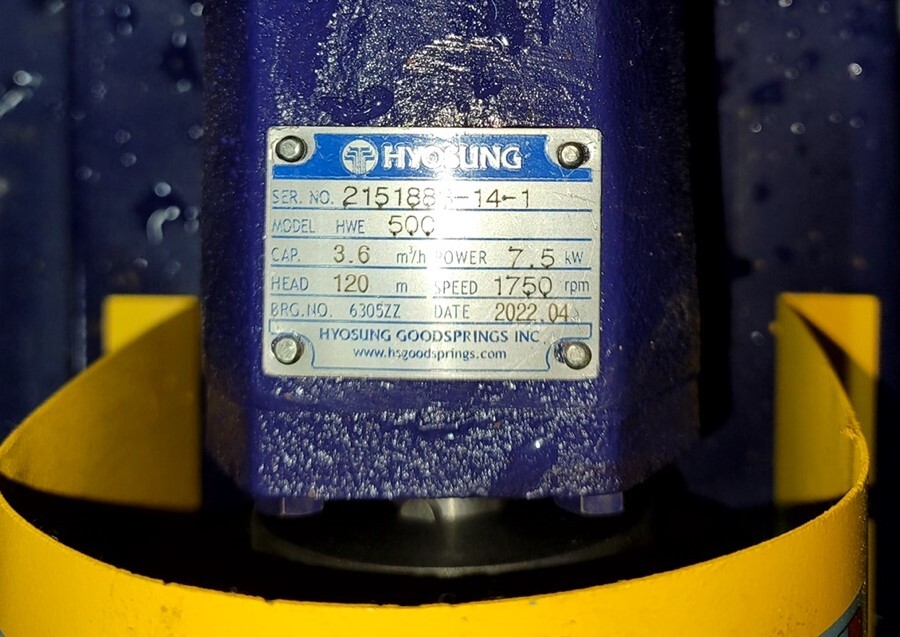 HYOSUNG
SER. NO. 215188 -14-1
MODEL HWE 500
CAP. 3.6 m³/h POWER 7.5 kW
HEAD 120 m SPEED 1750 rpm
BRG.NO. 6305ZZ DATE 2022.04
HYOSUNG GOODSPRINGS INC
www.hsgoodsprings.com